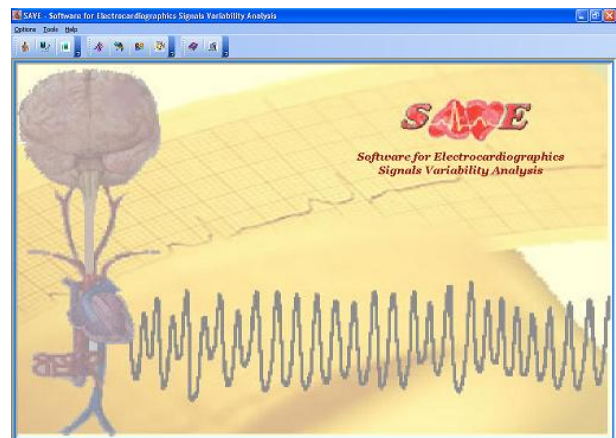 SAVE - Software for Electrocardiographics Signals Variability Analysis
Options Tools Help
SAVE
Software for Electrocardiographics
Signals Variability Analysis